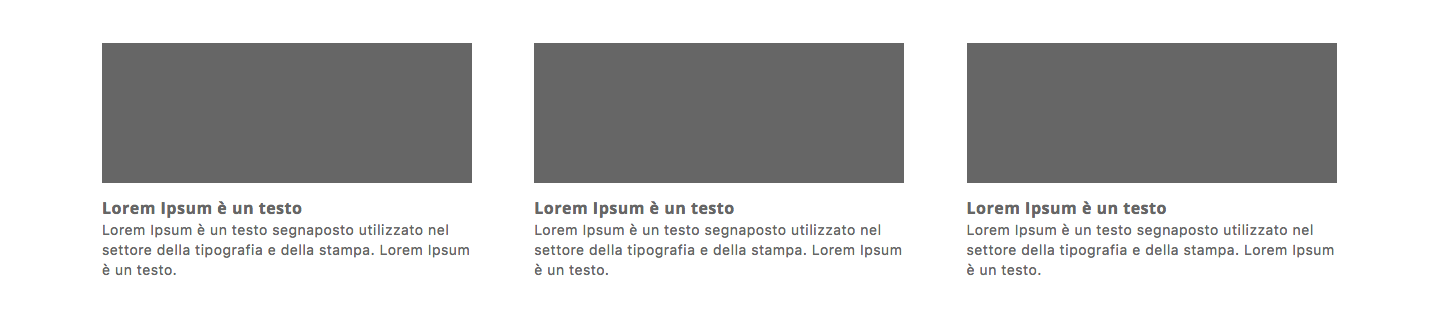 Lorem Ipsum è un testo
Lorem Ipsum è un testo segnaposto utilizzato nel
settore della tipografia e della stampa. Lorem Ipsum
è un testo.
Lorem Ipsum è un testo
Lorem Ipsum è un testo segnaposto utilizzato nel
settore della tipografia e della stampa. Lorem Ipsum
è un testo.
Lorem Ipsum è un testo
Lorem Ipsum è un testo segnaposto utilizzato nel
settore della tipografia e della stampa. Lorem Ipsum
è un testo.